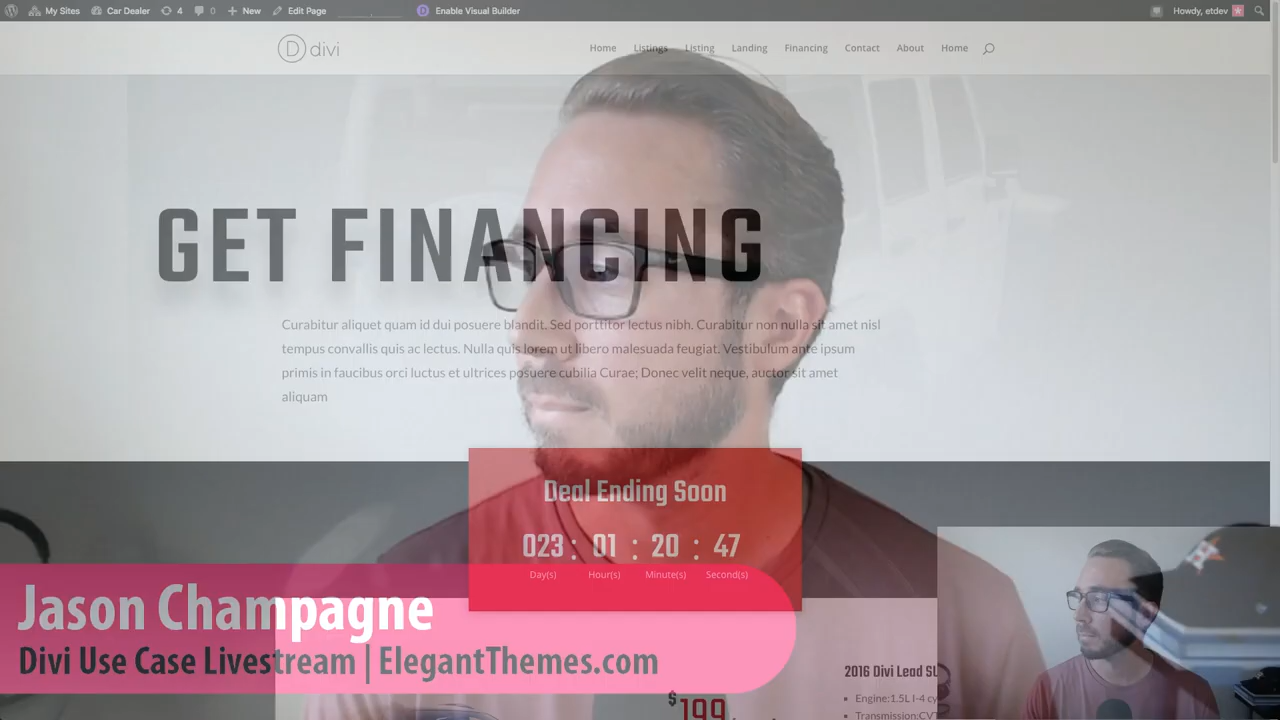 My Sites
Car Dealer
4
0
New
Edit Page
Enable Visual Builder
Howdy, etdev
D divi
Home
Listings
Listing
Landing
Financing
Contact
About
Home
GET FINANCING
Curabitur aliquet quam id dui posuere blandit. Sed porttitor lectus nibh. Curabitur non nulla sit amet nisl
tempus convallis quis ac lectus. Nulla quis lorem ut libero malesuada feugiat. Vestibulum ante ipsum
primis in faucibus orci luctus et ultrices posuere cubilia Curae; Donec velit neque, auctor sit amet
aliquam
Deal Ending Soon
023 : 01 : 20 : 47
Day(s) Hour(s) Minute(s) Second(s)
Jason Champagne
Divi Use Case Livestream | ElegantThemes.com
2016 Divi Lead
Engine:1.5L I-4 cy
Transmission:CV
$199